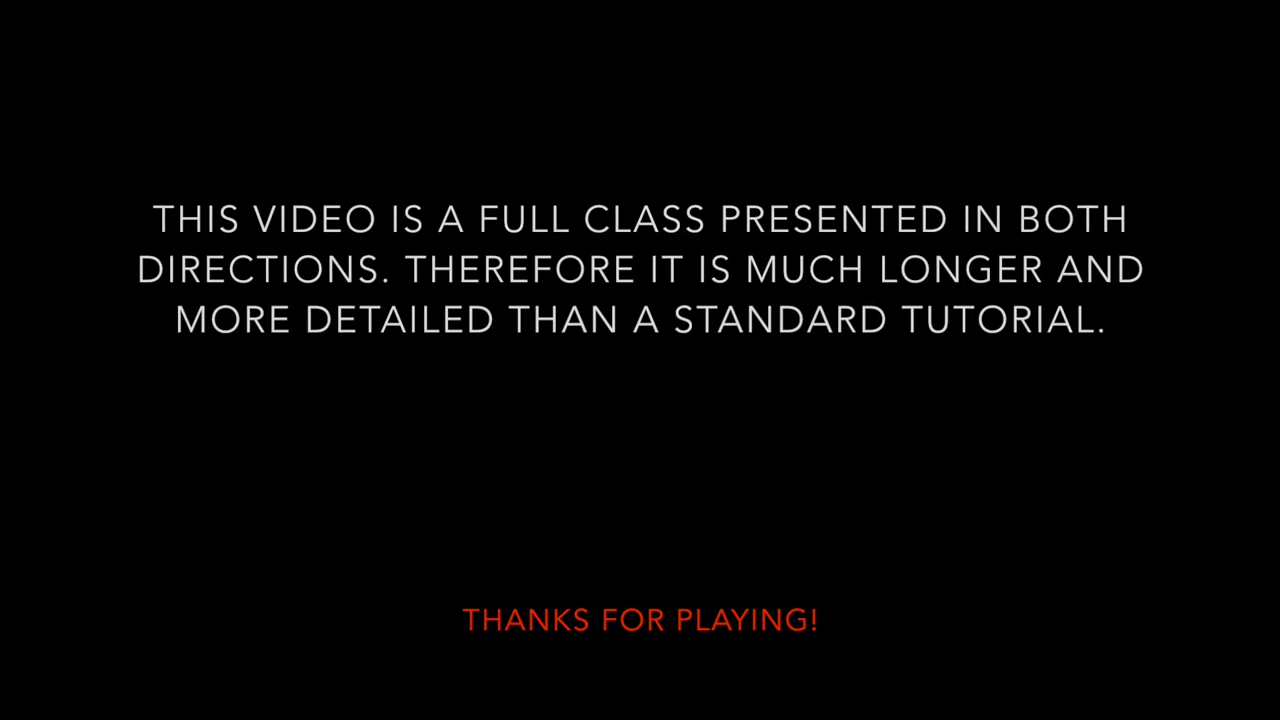 THIS VIDEO IS A FULL CLASS PRESENTED IN BOTH
DIRECTIONS. THEREFORE IT IS MUCH LONGER AND
MORE DETAILED THAN A STANDARD TUTORIAL.
THANKS FOR PLAYING!